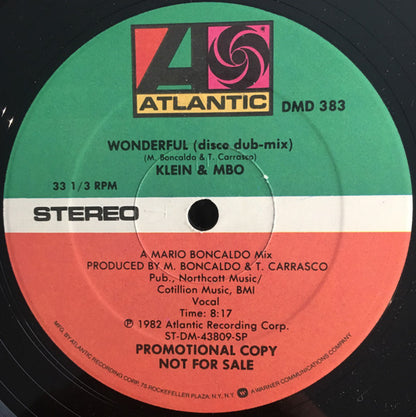 ATLANTIC
DMD 383
WONDERFUL (disco dub-mix)
(M. Boncaldo & T. Carrasco)
KLEIN & MBO
33 1/3 RPM
STEREO
A MARIO BONCALDO Mix
PRODUCED BY M. BONCALDO & T. CARRASCO
Pub., Northcott Music/
Cotillion Music, BMI
Vocal
Time: 8:17
℗ 1982 Atlantic Recording Corp.
ST-DM-43809-SP
PROMOTIONAL COPY
NOT FOR SALE
MFG. BY ATLANTIC RECORDING CORP. 75 ROCKEFELLER PLAZA; N.Y. N.Y. A WARNER COMMUNICATIONS COMPANY